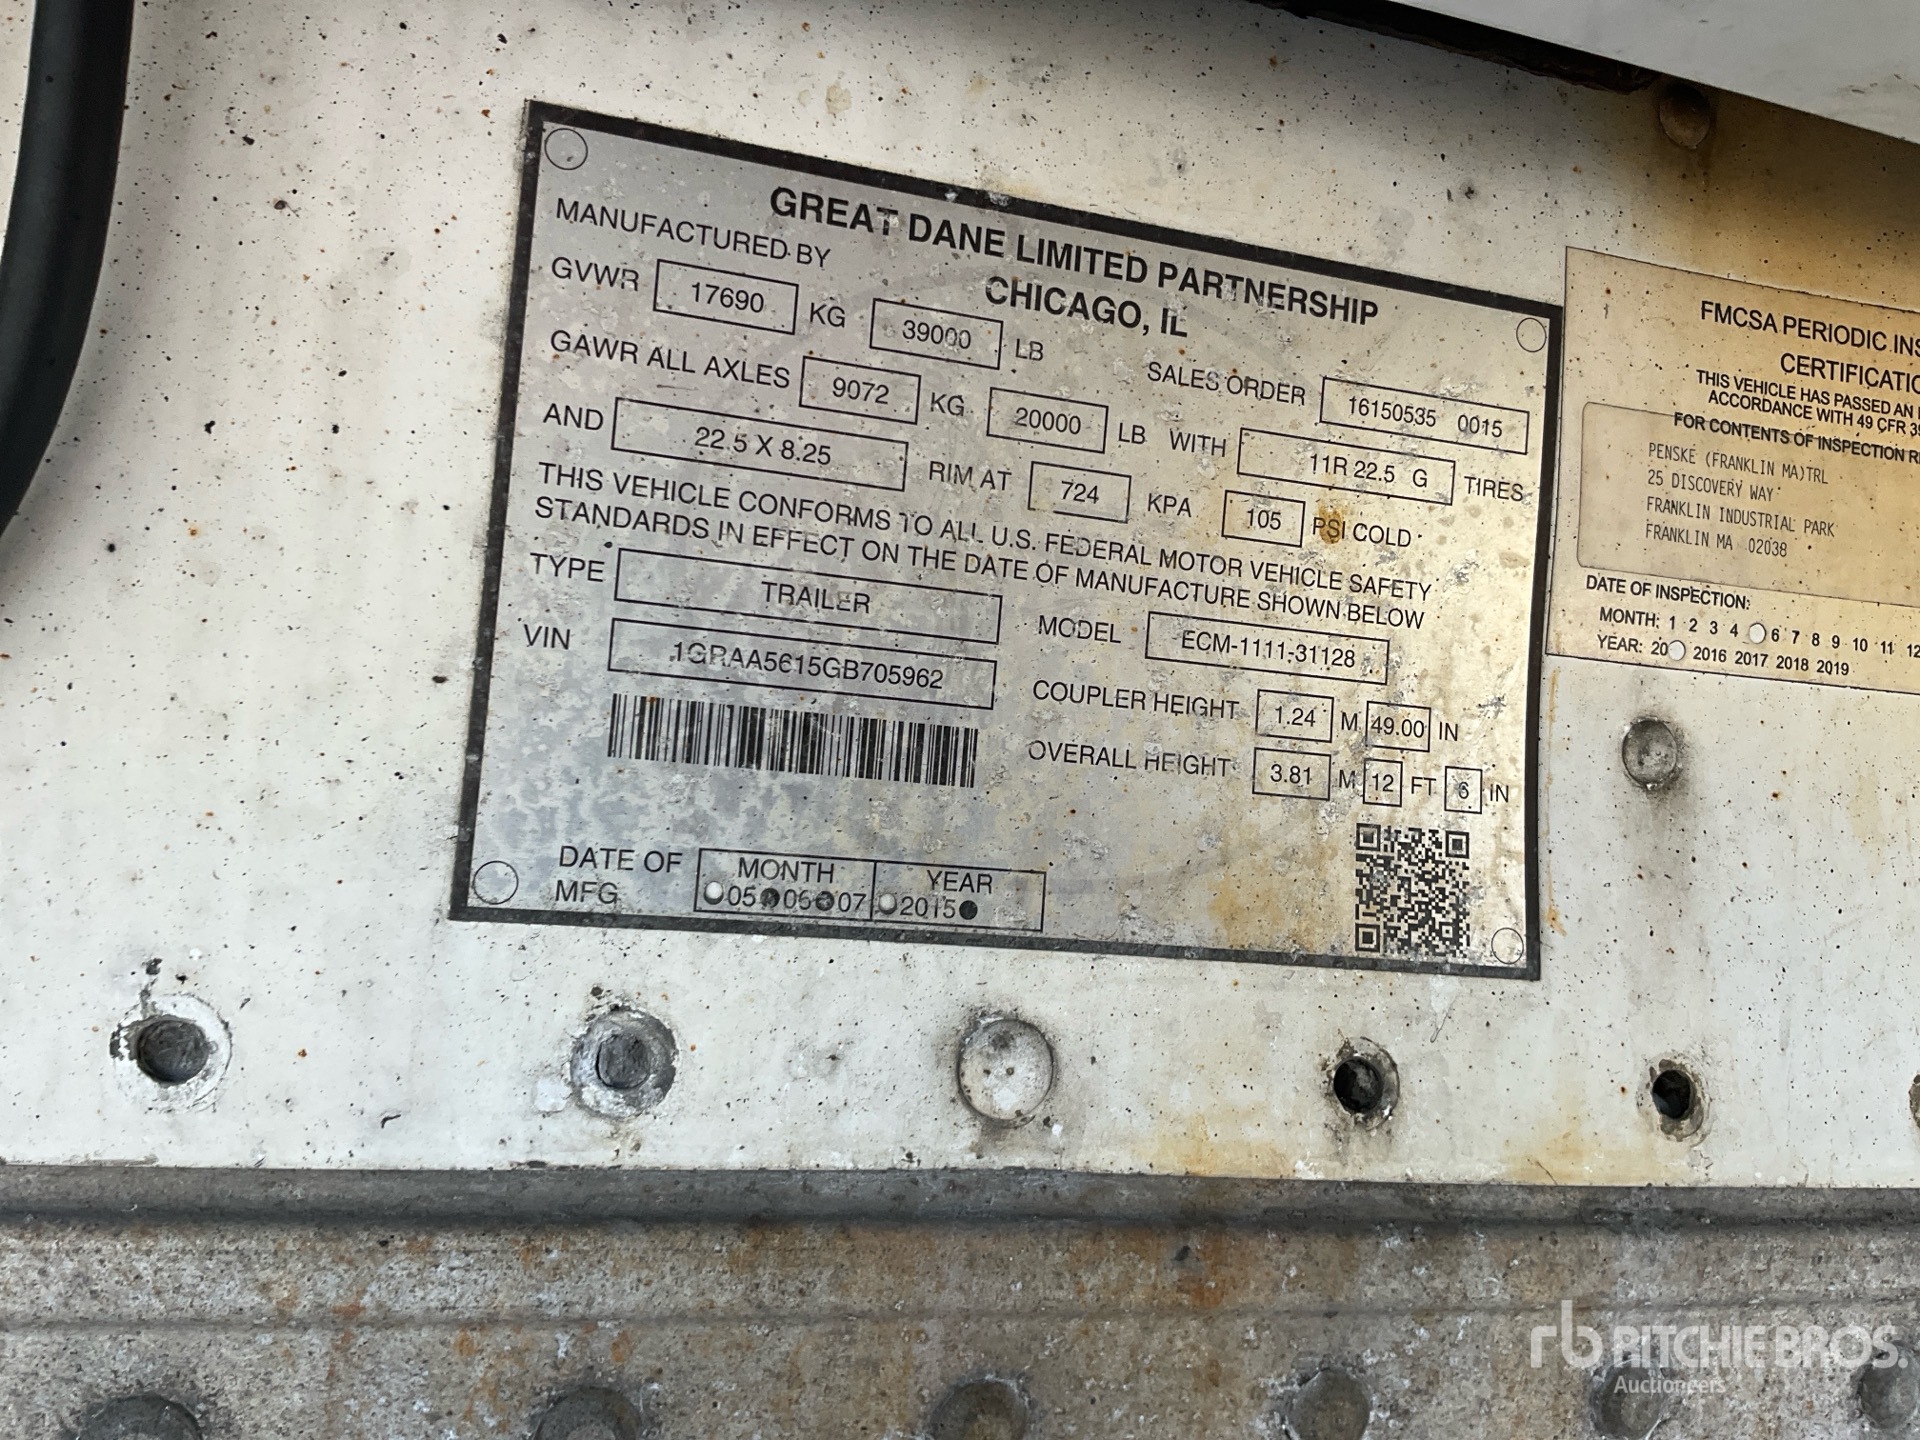 GREAT DANE LIMITED PARTNERSHIP
MANUFACTURED BY
CHICAGO, IL
GVWR 17690 KG 39000 LB
SALES ORDER 16150535 0015
GAWR ALL AXLES 9072 KG 20000 LB WITH 11R 22.5 G TIRES
AND 22.5 X 8.25 RIM AT 724 KPA 105 PSI COLD
THIS VEHICLE CONFORMS TO ALL U.S. FEDERAL MOTOR VEHICLE SAFETY
STANDARDS IN EFFECT ON THE DATE OF MANUFACTURE SHOWN BELOW
TYPE TRAILER
MODEL ECM-1111-31128
VIN 1GRAA5615GB705962
COUPLER HEIGHT 1.24 M 49.00 IN
OVERALL HEIGHT 3.81 M 12 FT 6 IN
DATE OF MFG
MONTH YEAR
05 06 07 2015
FMCSA PERIODIC INS
CERTIFICATIO
THIS VEHICLE HAS PASSED AN
ACCORDANCE WITH 49 CFR 39
FOR CONTENTS OF INSPECTION RE
PENSKE (FRANKLIN MA)TRL
25 DISCOVERY WAY
FRANKLIN INDUSTRIAL PARK
FRANKLIN MA 02038
DATE OF INSPECTION:
MONTH: 1 2 3 4 6 7 8 9 10 11 12
YEAR: 20 2016 2017 2018 2019
rb RITCHIE BROS.
Auctioneers